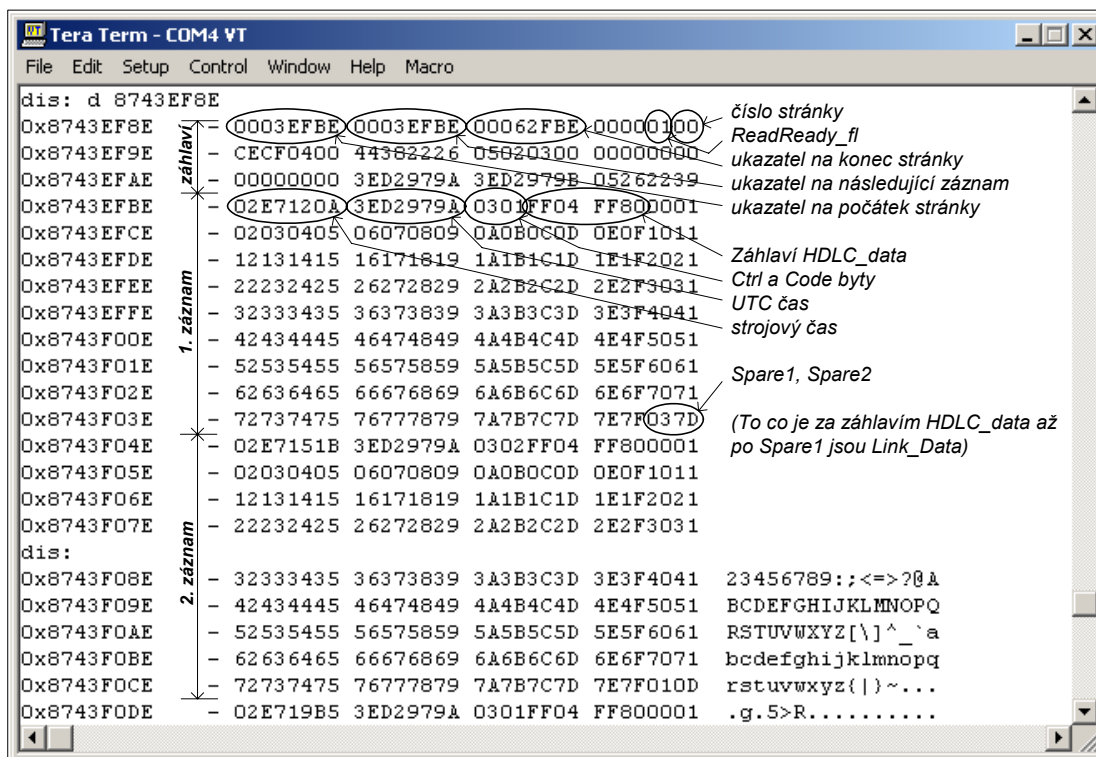 Tera Term - COM4 VT
File Edit Setup Control Window Help Macro
dis: d 8743EF8E
0x8743EF8E - 0003EFBE 0003EFBE 00062FBE 00000100
0x8743EF9E - CECF0400 44382226 05820300 00000000
0x8743EFAE - 00000000 3ED2979A 3ED2979B 05262239
0x8743EFBE - 02E7120A 3ED2979A 0301FF04 FF800001
0x8743EFCE - 02030405 06070809 0A0B0C0D 0E0F1011
0x8743EFDE - 12131415 16171819 1A1B1C1D 1E1F2021
0x8743EFEE - 22232425 26272829 2A2B2C2D 2E2F3031
0x8743EFFE - 32333435 36373839 3A3B3C3D 3E3F4041
0x8743F00E - 42434445 46474849 4A4B4C4D 4E4F5051
0x8743F01E - 52535455 56575859 5A5B5C5D 5E5F6061
0x8743F02E - 62636465 66676869 6A6B6C6D 6E6F7071
0x8743F03E - 72737475 76777879 7A7B7C7D 7E7F037D
0x8743F04E - 02E7151B 3ED2979A 0302FF04 FF800001
0x8743F05E - 02030405 06070809 0A0B0C0D 0E0F1011
0x8743F06E - 12131415 16171819 1A1B1C1D 1E1F2021
0x8743F07E - 22232425 26272829 2A2B2C2D 2E2F3031
dis:
0x8743F08E - 32333435 36373839 3A3B3C3D 3E3F4041 23456789:;<=>?@A
0x8743F09E - 42434445 46474849 4A4B4C4D 4E4F5051 BCDEFGHIJKLMNOPQ
0x8743F0AE - 52535455 56575859 5A5B5C5D 5E5F6061 RSTUVWXYZ[\]^_`a
0x8743F0BE - 62636465 66676869 6A6B6C6D 6E6F7071 bcdefghijklmnopq
0x8743F0CE - 72737475 76777879 7A7B7C7D 7E7F010D rstuvwxyz{|}~...
0x8743F0DE - 02E719B5 3ED2979A 0301FF04 FF800001 .g.5>R..........
záhlaví
1. záznam
2. záznam
číslo stránky
ReadReady_fl
ukazatel na konec stránky
ukazatel na následující záznam
ukazatel na počátek stránky
Záhlaví HDLC_data
Ctrl a Code byty
UTC čas
strojový čas
Spare1, Spare2
(To co je za záhlavím HDLC_data až
po Spare1 jsou Link_Data)